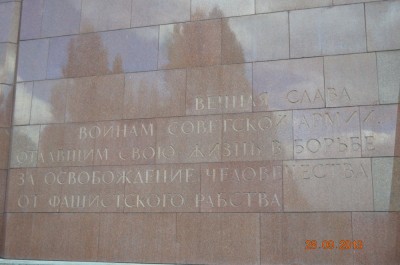 ВЕЧНАЯ СЛАВА
ВОИНАМ СОВЕТСКОЙ АРМИИ,
ОТДАВШИМ СВОЮ ЖИЗНЬ В БОРЬБЕ
ЗА ОСВОБОЖДЕНИЕ ЧЕЛОВЕЧЕСТВА
ОТ ФАШИСТСКОГО РАБСТВА